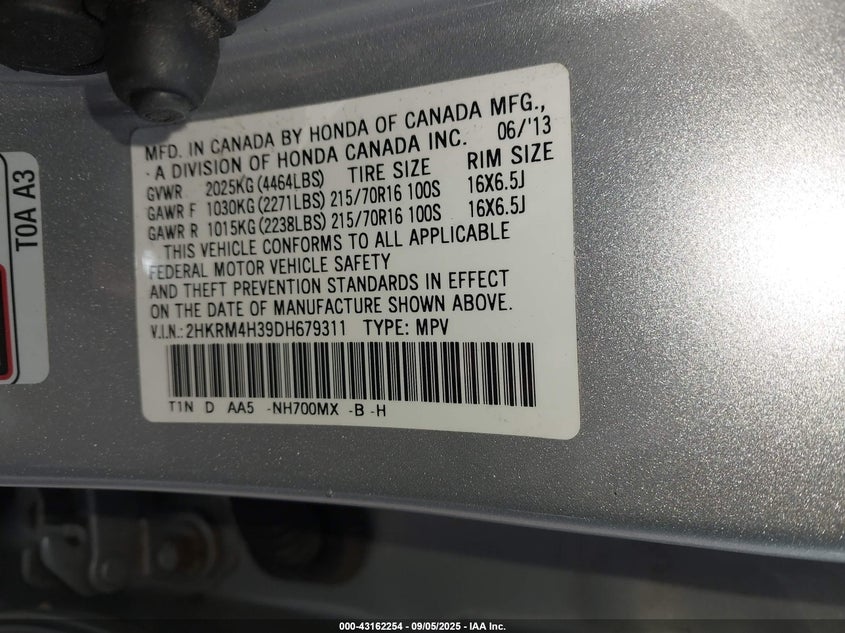 MFD. IN CANADA BY HONDA OF CANADA MFG.,
A DIVISION OF HONDA CANADA INC. 06/'13
GVWR 2025KG (4464LBS) TIRE SIZE RIM SIZE
GAWR F 1030KG (2271LBS) 215/70R16 100S 16X6.5J
GAWR R 1015KG (2238LBS) 215/70R16 100S 16X6.5J
THIS VEHICLE CONFORMS TO ALL APPLICABLE
FEDERAL MOTOR VEHICLE SAFETY
AND THEFT PREVENTION STANDARDS IN EFFECT
ON THE DATE OF MANUFACTURE SHOWN ABOVE.
V.I.N.: 2HKRM4H39DH679311 TYPE: MPV
T1N D AA5 -NH700MX -B -H
T0A A3
000-43162254 - 09/05/2025 - IAA Inc.